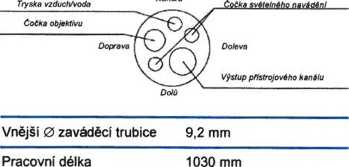 Tryska vzduch/voda
Čočka světelného navádění
Čočka objektivu
Doprava
Doleva
Výstup přístrojového kanálu
Dolů
Vnější ∅ zaváděcí trubice 9,2 mm
Pracovní délka 1030 mm